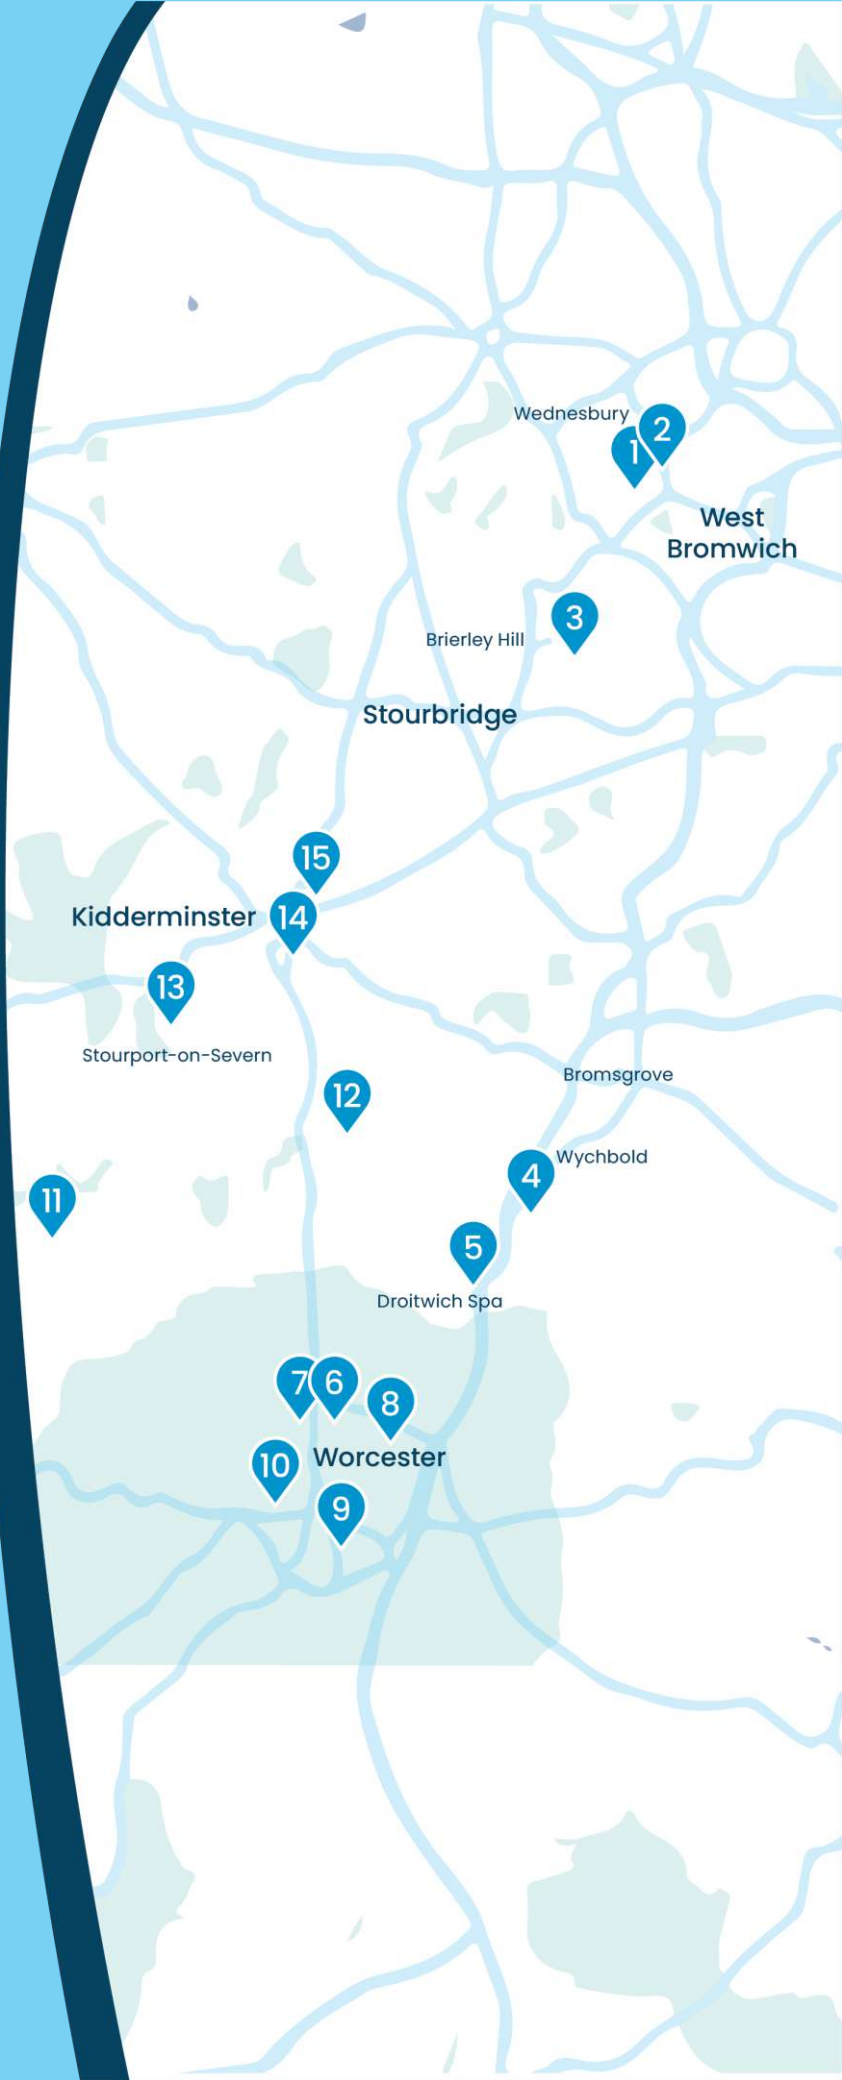 Wednesbury
2
1
West
Bromwich
3
Brierley Hill
Stourbridge
15
Kidderminster
14
13
Stourport-on-Severn
Bromsgrove
12
Wychbold
4
11
5
Droitwich Spa
7
6
8
Worcester
10
9